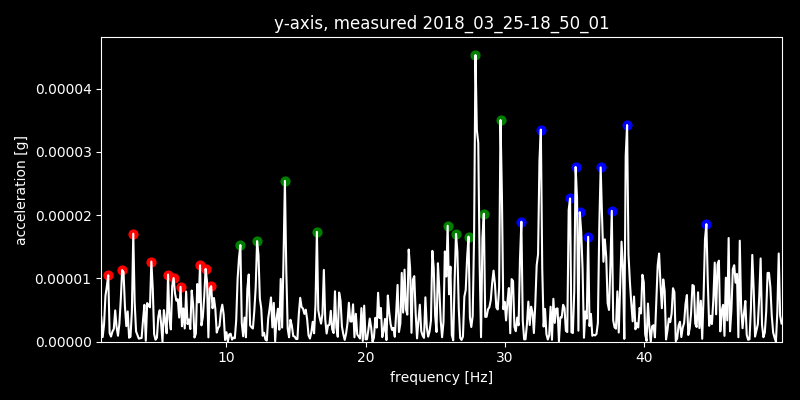 y-axis, measured 2018_03_25-18_50_01
acceleration [g]
0.00004
0.00003
0.00002
0.00001
0.00000
10 20 30 40
frequency [Hz]